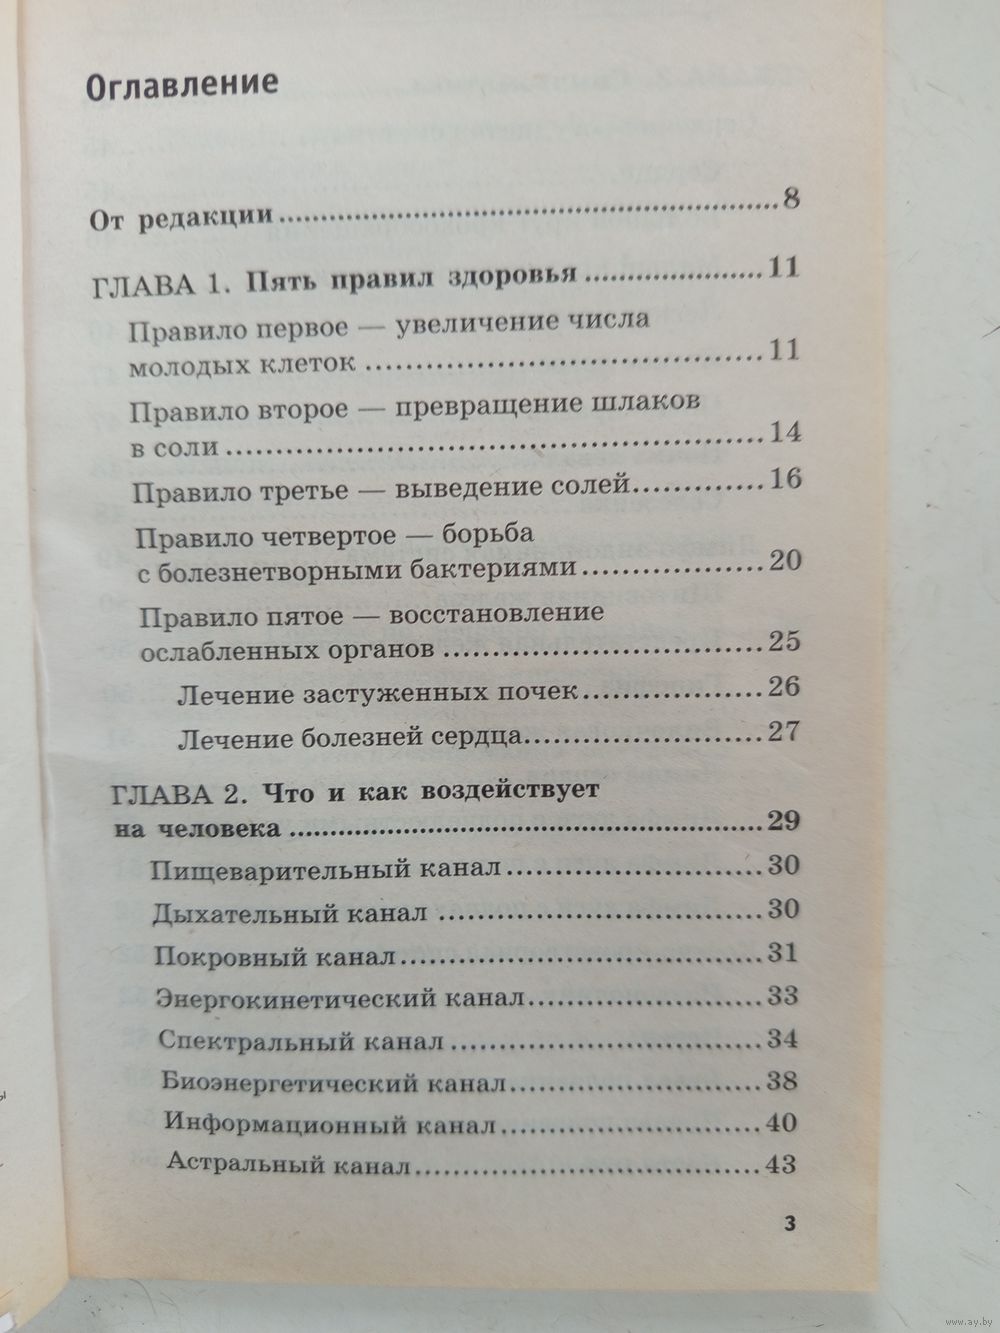 Оглавление
От редакции..........8
ГЛАВА 1. Пять правил здоровья..........11
Правило первое — увеличение числа
молодых клеток..........11
Правило второе — превращение шлаков
в соли..........14
Правило третье — выведение солей..........16
Правило четвертое — борьба
с болезнетворными бактериями..........20
Правило пятое — восстановление
ослабленных органов..........25
Лечение застуженных почек..........26
Лечение болезней сердца..........27
ГЛАВА 2. Что и как воздействует
на человека..........29
Пищеварительный канал..........30
Дыхательный канал..........30
Покровный канал..........31
Энергокинетический канал..........33
Спектральный канал..........34
Биоэнергетический канал..........38
Информационный канал..........40
Астральный канал..........43
3
www.ay.by